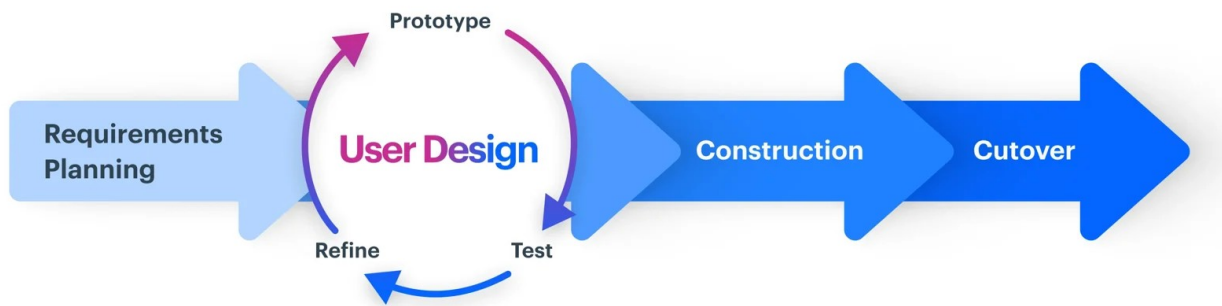 Prototype
Requirements
Planning
User Design
Construction
Cutover
Refine
Test